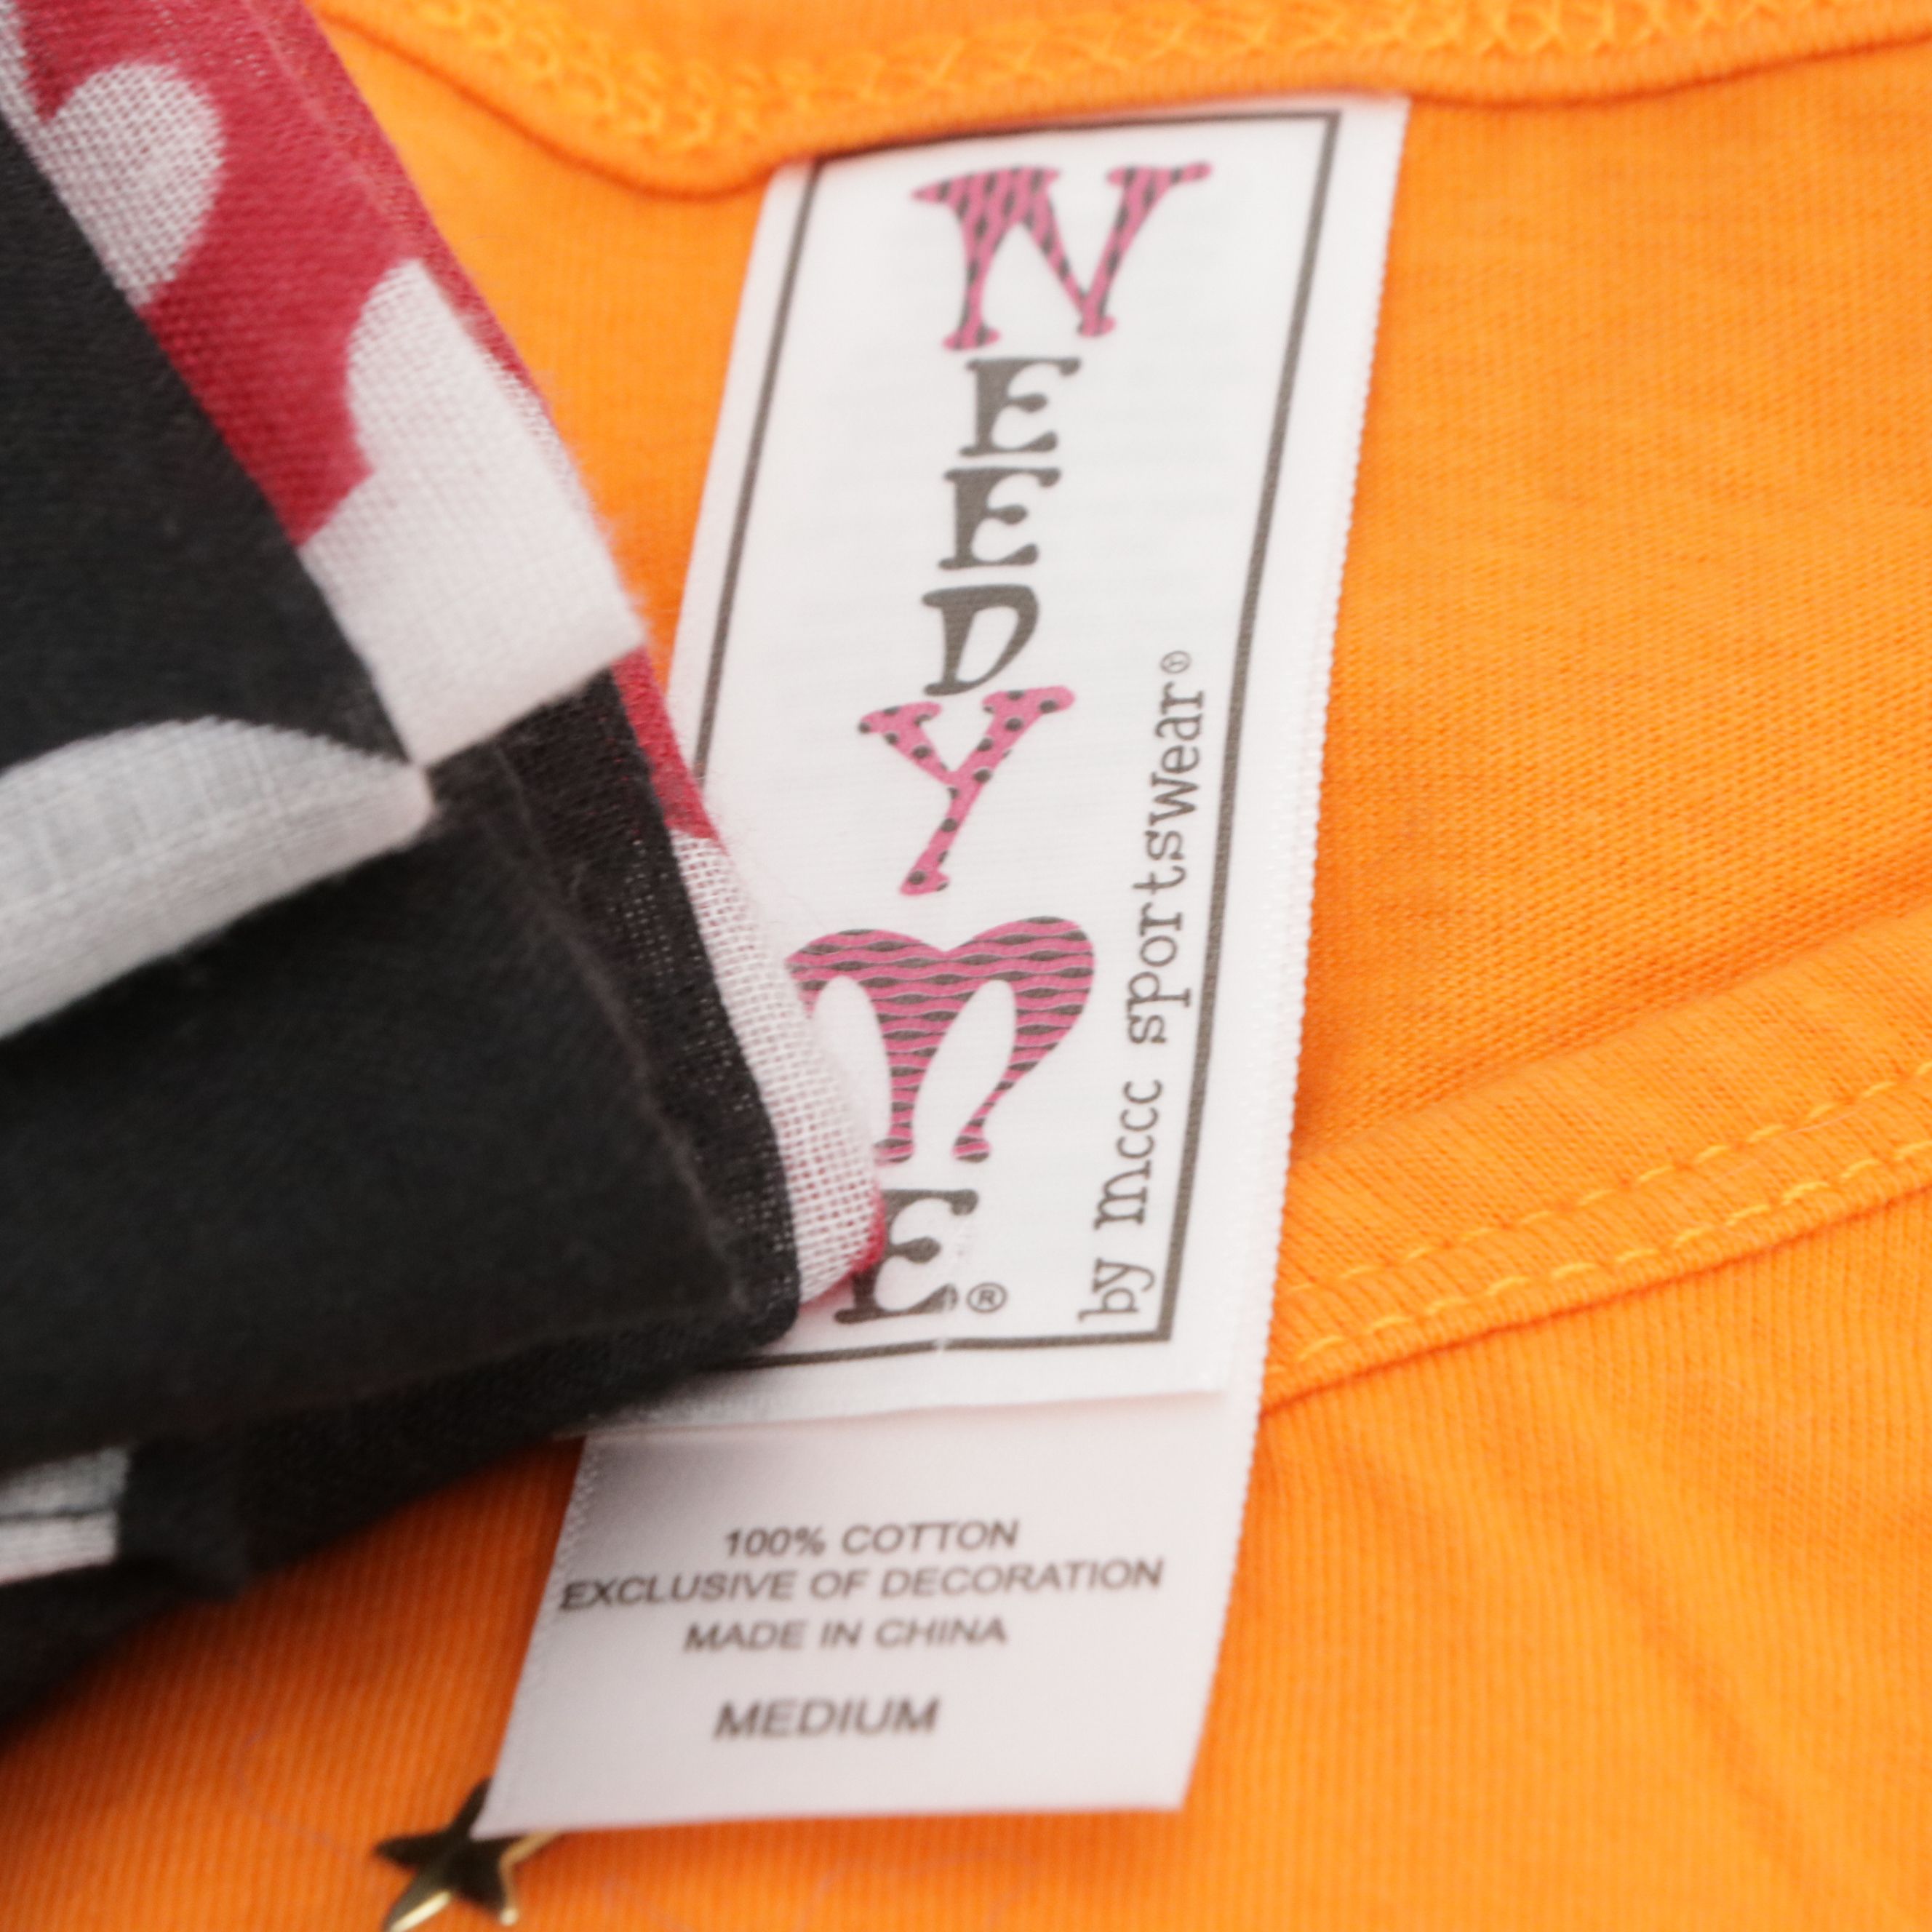 NEEDY
mE®
by mccc sportswear®
100% COTTON
EXCLUSIVE OF DECORATION
MADE IN CHINA
MEDIUM